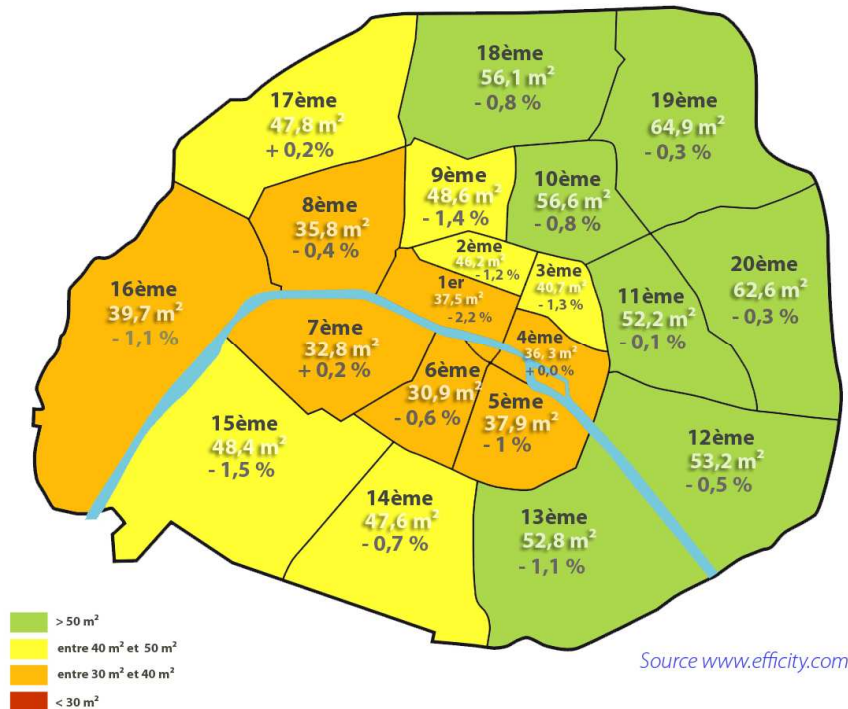 18ème
56,1 m²
- 0,8 %
17ème
47,8 m²
+ 0,2%
19ème
64,9 m²
- 0,3 %
9ème
48,6 m²
- 1,4 %
10ème
56,6 m²
- 0,8 %
8ème
35,8 m²
- 0,4 %
2ème
46,2 m²
- 1,2 %
3ème
40,7 m²
- 1,3 %
20ème
62,6 m²
- 0,3 %
16ème
39,7 m²
- 1,1 %
1er
37,5 m²
- 2,2 %
11ème
52,2 m²
- 0,1 %
7ème
32,8 m²
+ 0,2 %
4ème
36, 3 m²
+ 0,0 %
6ème
30,9 m²
- 0,6 %
5ème
37,9 m²
- 1 %
15ème
48,4 m²
- 1,5 %
12ème
53,2 m²
- 0,5 %
14ème
47,6 m²
- 0,7 %
13ème
52,8 m²
- 1,1 %
> 50 m²
entre 40 m² et 50 m²
entre 30 m² et 40 m²
< 30 m²
Source www.efficity.com